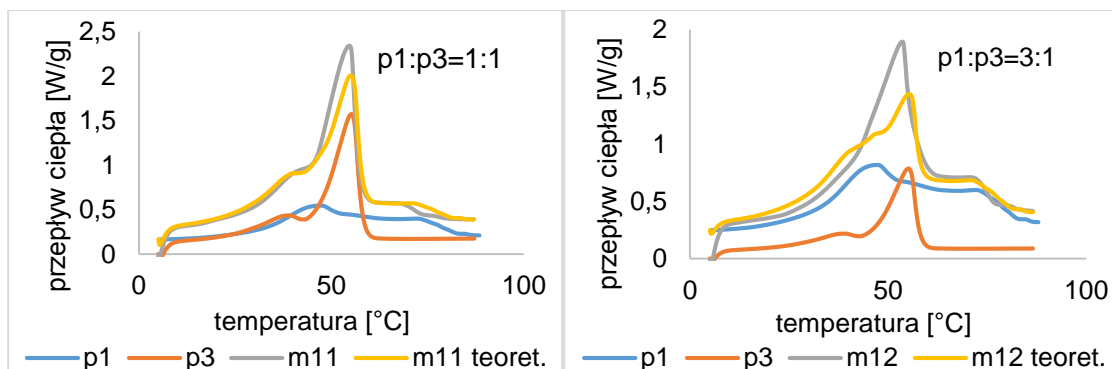 przepływ ciepła [W/g]
2,5
2
1,5
1
0,5
0
p1:p3=1:1
0
50
100
temperatura [°C]
p1
p3
m11
m11 teoret.
przepływ ciepła [W/g]
2
1,5
1
0,5
0
p1:p3=3:1
0
50
100
temperatura [°C]
p1
p3
m12
m12 teoret.